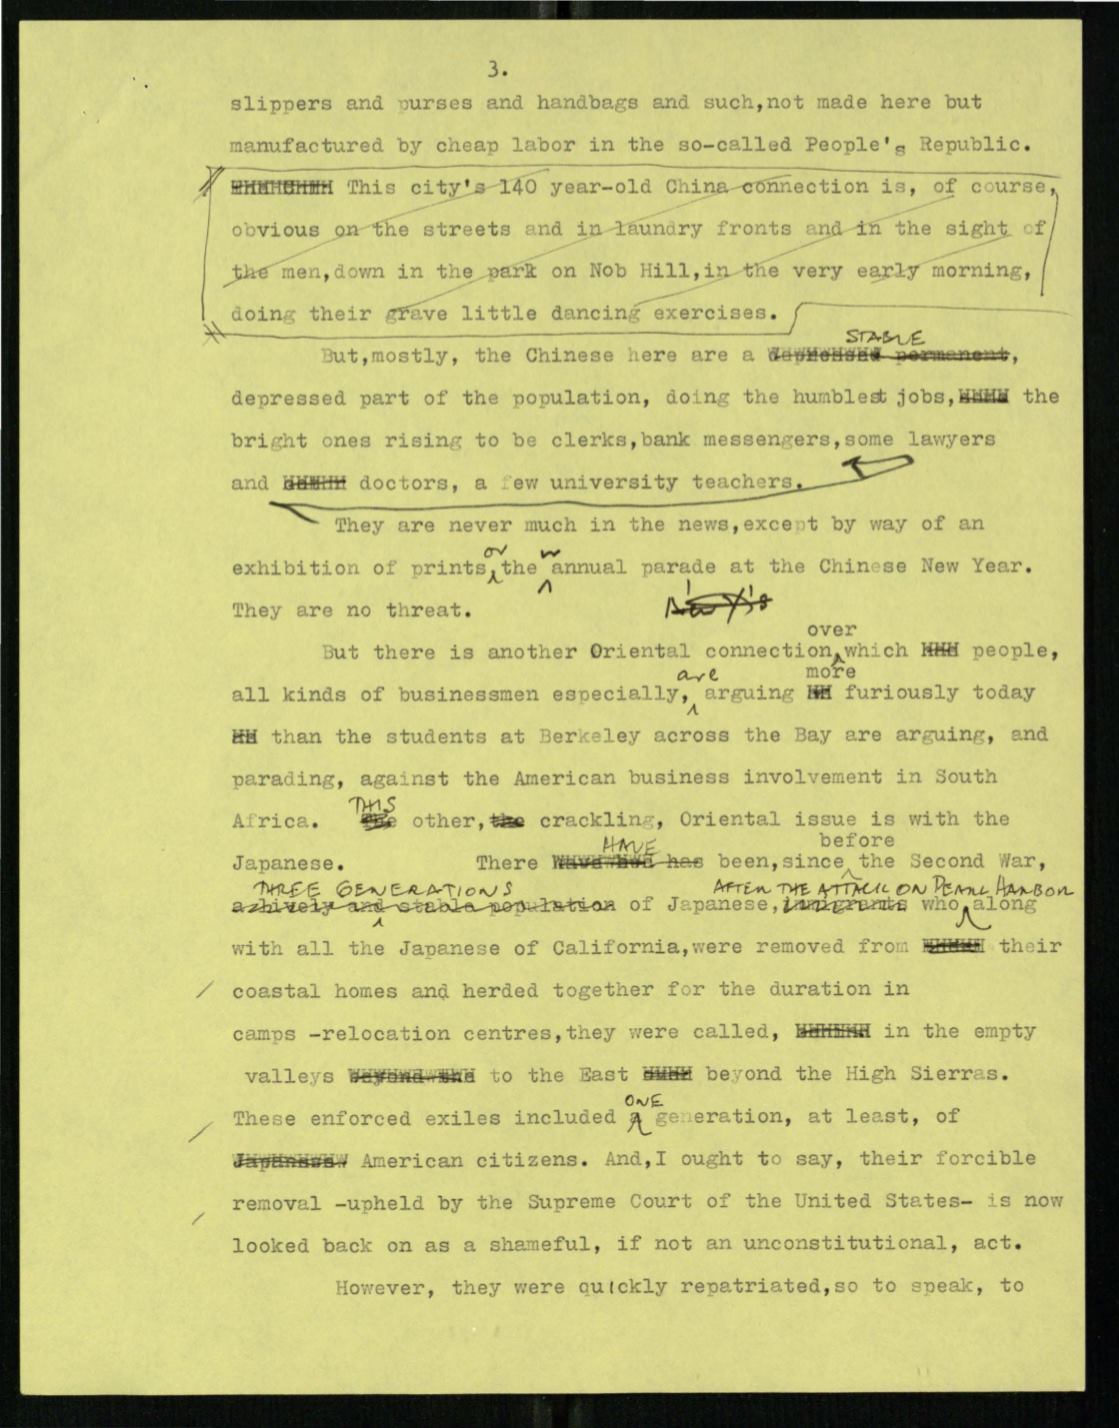 3.
slippers and purses and handbags and such,not made here but
manufactured by cheap labor in the so-called People's Republic.
This city's 140 year-old China connection is, of course,
obvious on the streets and in laundry fronts and in the sight of
the men,down in the park on Nob Hill,in the very early morning,
doing their grave little dancing exercises.
STABLE
But,mostly, the Chinese here are a permanent,
depressed part of the population, doing the humblest jobs, the
bright ones rising to be clerks,bank messengers,some lawyers
and doctors, a few university teachers.
They are never much in the news,except by way of an
or
exhibition of prints,the annual parade at the Chinese New Year.
They are no threat.
over
But there is another Oriental connection,which people,
are more
all kinds of businessmen especially, arguing furiously today
than the students at Berkeley across the Bay are arguing, and
parading, against the American business involvement in South
THIS
Africa. The other,the crackling, Oriental issue is with the
HAVE before
Japanese. There has been,since the Second War,
THREE GENERATIONS AFTER THE ATTACK ON PEARL HARBOR
a lively and stable population of Japanese,immigrants who along
with all the Japanese of California,were removed from their
coastal homes and herded together for the duration in
camps -relocation centres,they were called, in the empty
valleys beyond the to the East beyond the High Sierras.
ONE
These enforced exiles included a generation, at least, of
Japanese American citizens. And,I ought to say, their forcible
removal -upheld by the Supreme Court of the United States- is now
looked back on as a shameful, if not an unconstitutional, act.
However, they were quickly repatriated,so to speak, to